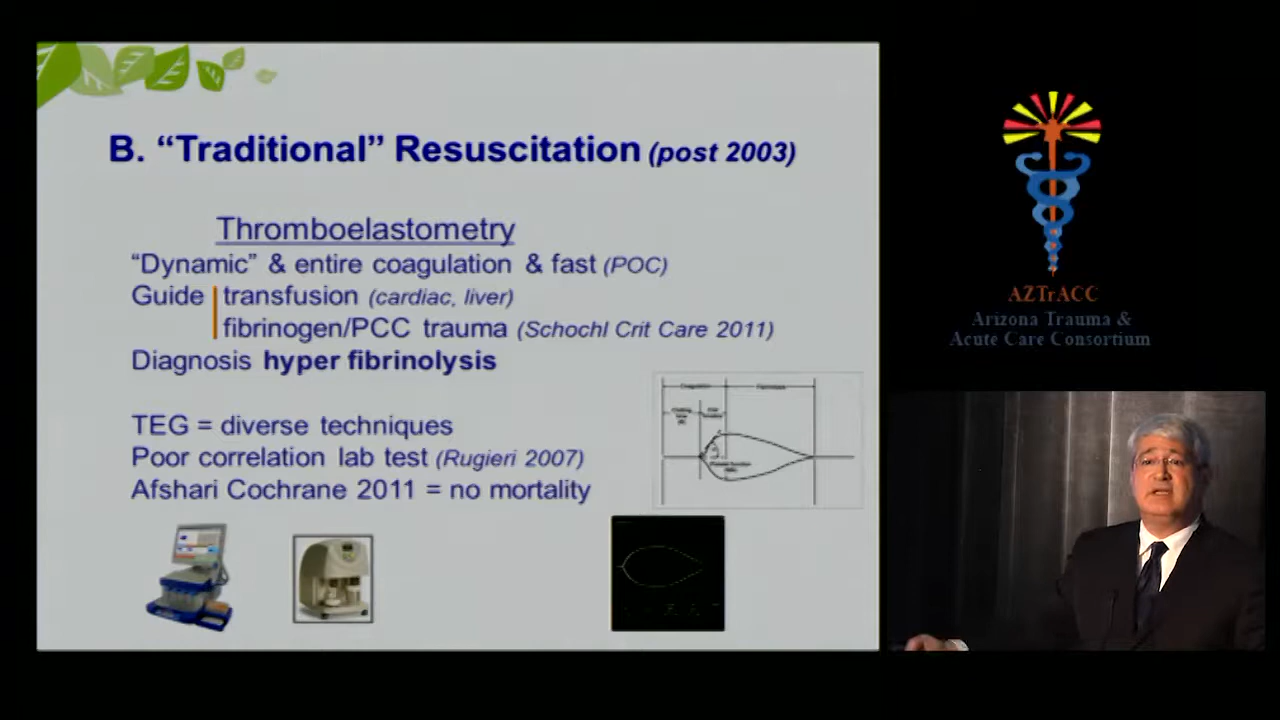 B. “Traditional” Resuscitation (post 2003)
Thromboelastometry
“Dynamic” & entire coagulation & fast (POC)
Guide transfusion (cardiac, liver)
fibrinogen/PCC trauma (Schochl Crit Care 2011)
Diagnosis hyper fibrinolysis
TEG = diverse techniques
Poor correlation lab test (Rugieri 2007)
Afshari Cochrane 2011 = no mortality
Coagulation
AZTrACC
Arizona Trauma &
Acute Care Consortium